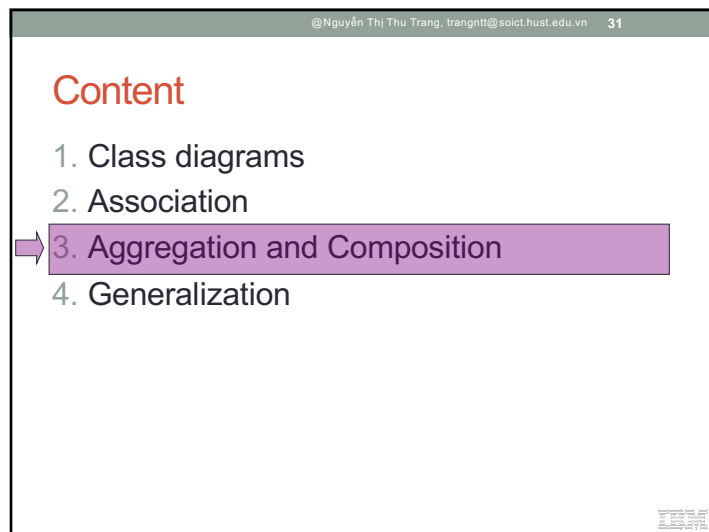 @Nguyễn Thị Thu Trang, trangntt@soict.hust.edu.vn 31
Content
1. Class diagrams
2. Association
3. Aggregation and Composition
4. Generalization
IBM